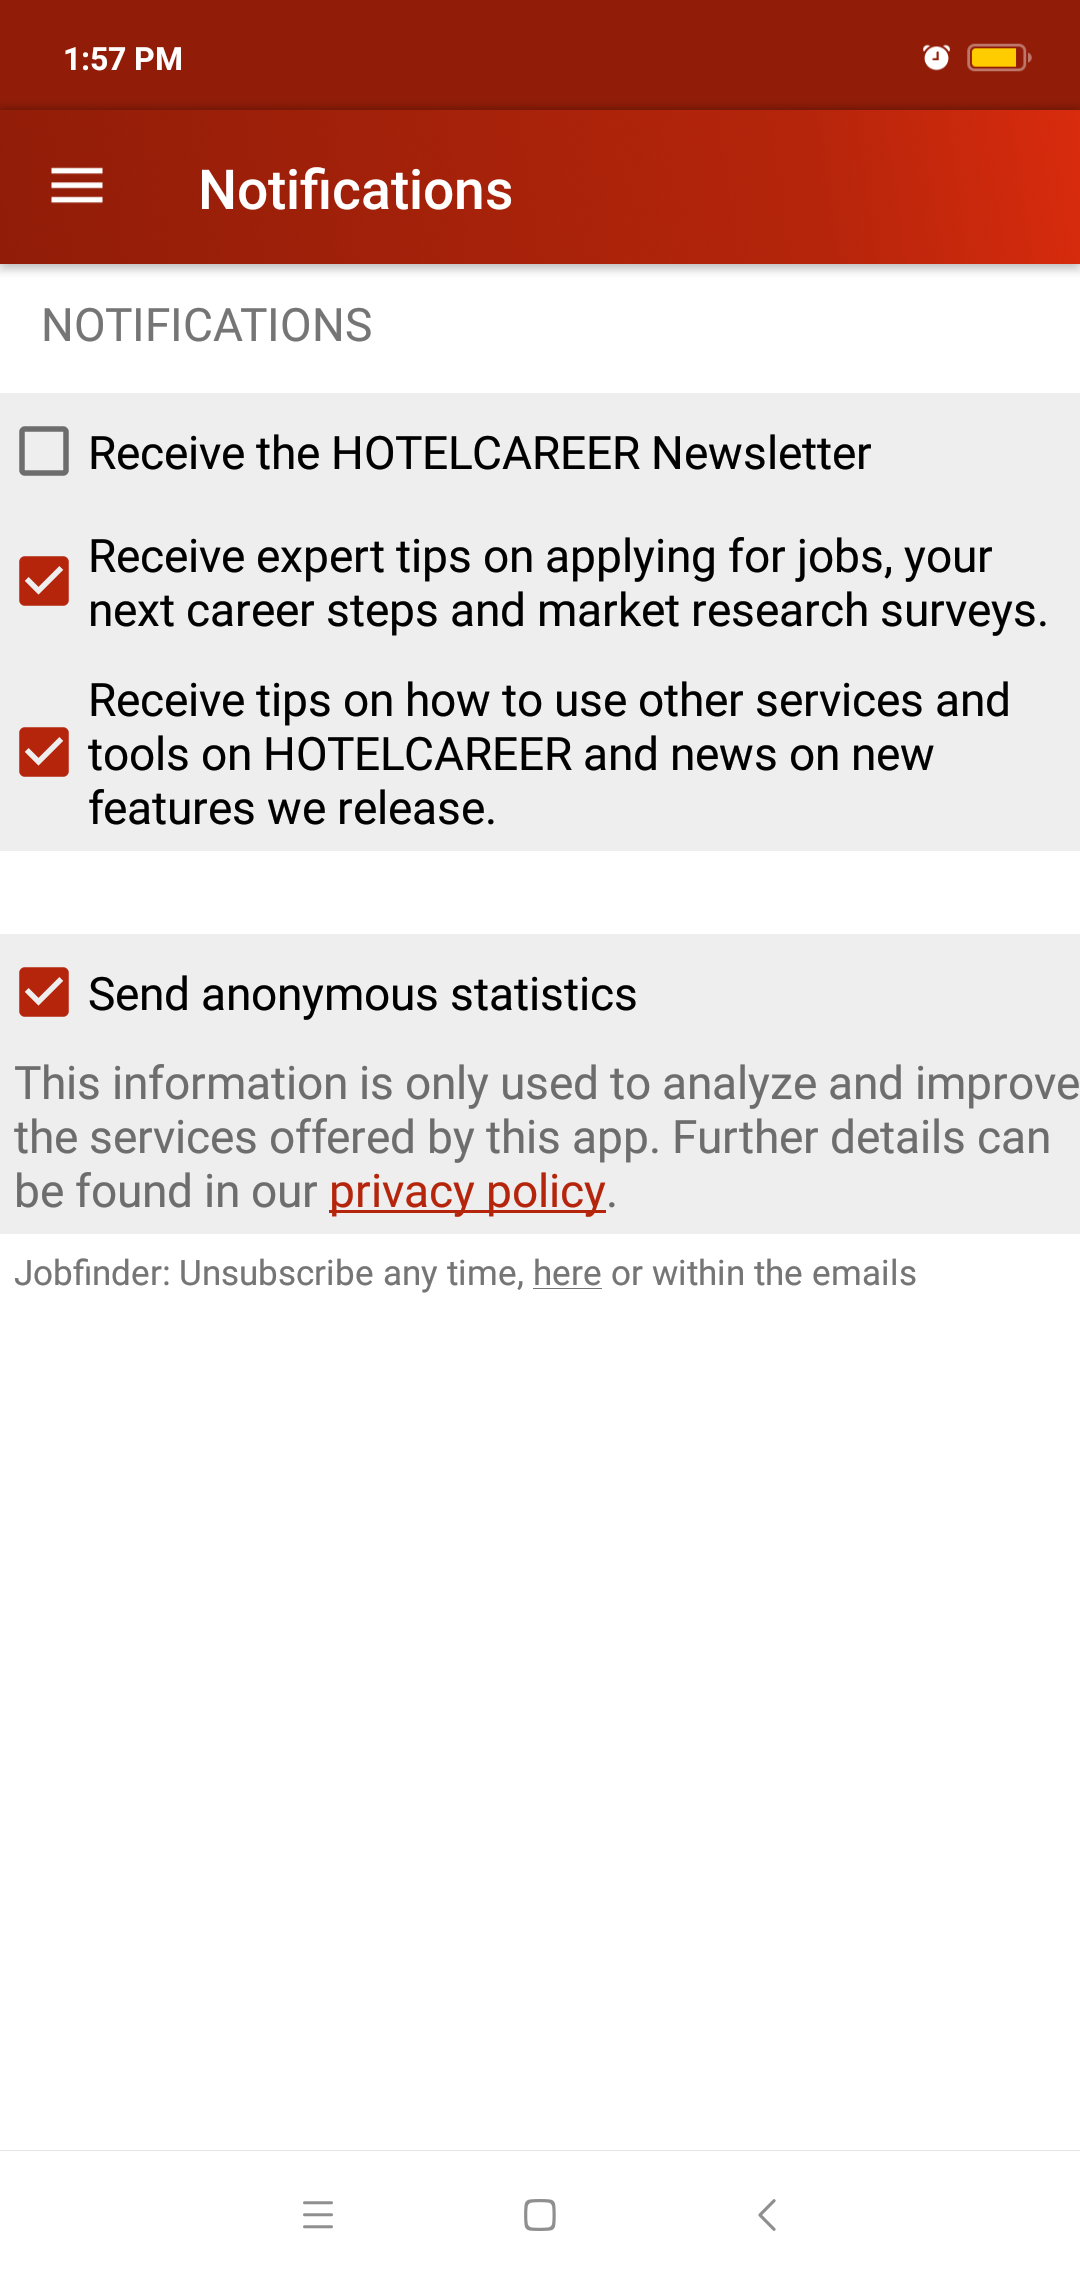 1:57 PM
Notifications
NOTIFICATIONS
Receive the HOTELCAREER Newsletter
Receive expert tips on applying for jobs, your
next career steps and market research surveys.
Receive tips on how to use other services and
tools on HOTELCAREER and news on new
features we release.
Send anonymous statistics
This information is only used to analyze and improve
the services offered by this app. Further details can
be found in our privacy policy.
Jobfinder: Unsubscribe any time, here or within the emails